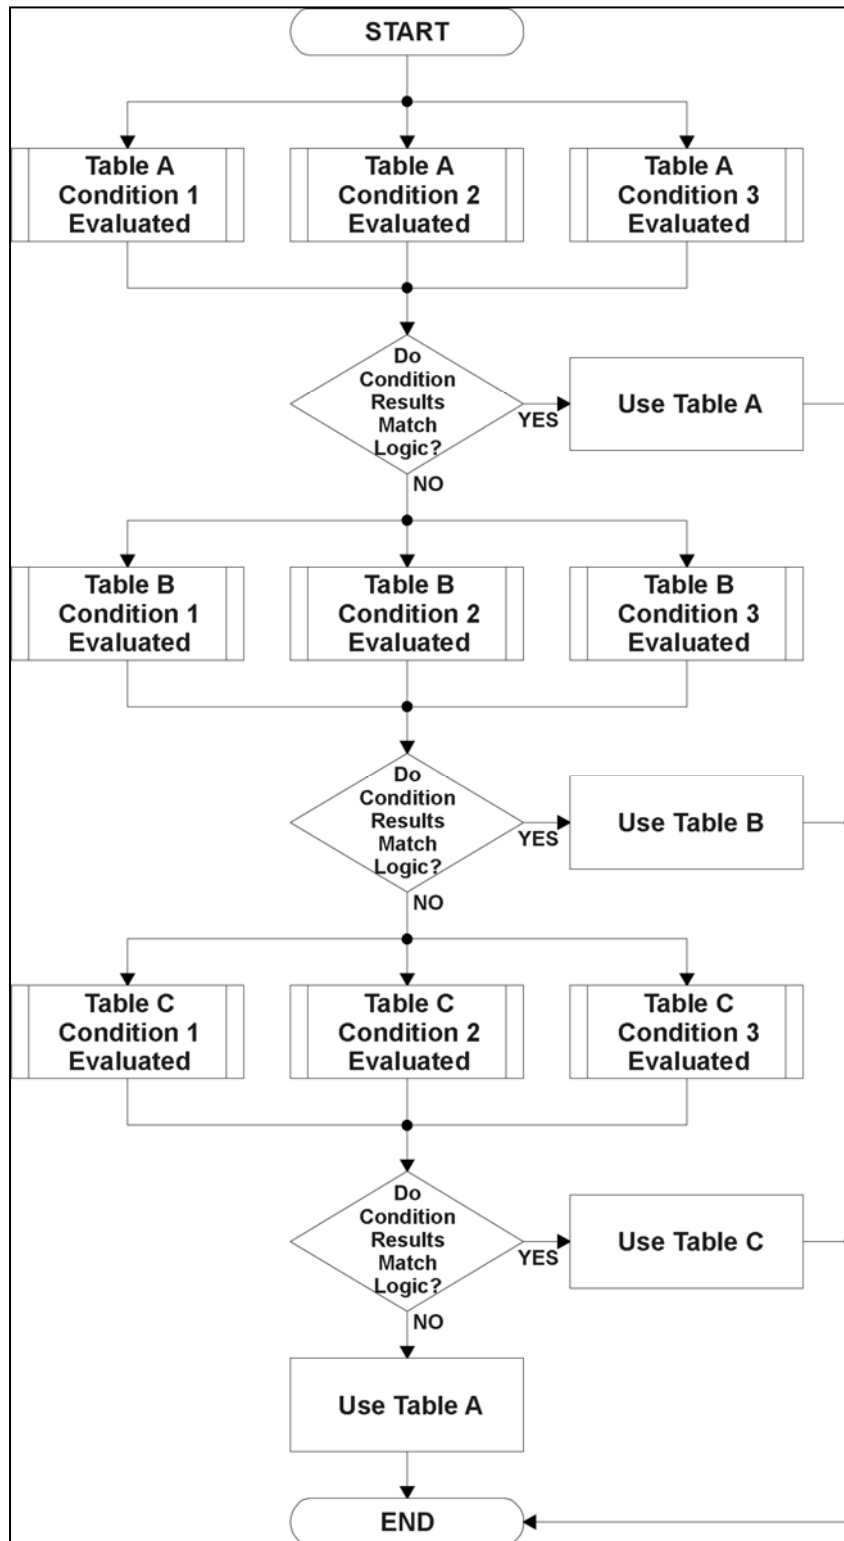 START
Table A
Condition 1
Evaluated
Table A
Condition 2
Evaluated
Table A
Condition 3
Evaluated
Do
Condition
Results
Match
Logic?
YES
Use Table A
NO
Table B
Condition 1
Evaluated
Table B
Condition 2
Evaluated
Table B
Condition 3
Evaluated
Do
Condition
Results
Match
Logic?
YES
Use Table B
NO
Table C
Condition 1
Evaluated
Table C
Condition 2
Evaluated
Table C
Condition 3
Evaluated
Do
Condition
Results
Match
Logic?
YES
Use Table C
NO
Use Table A
END